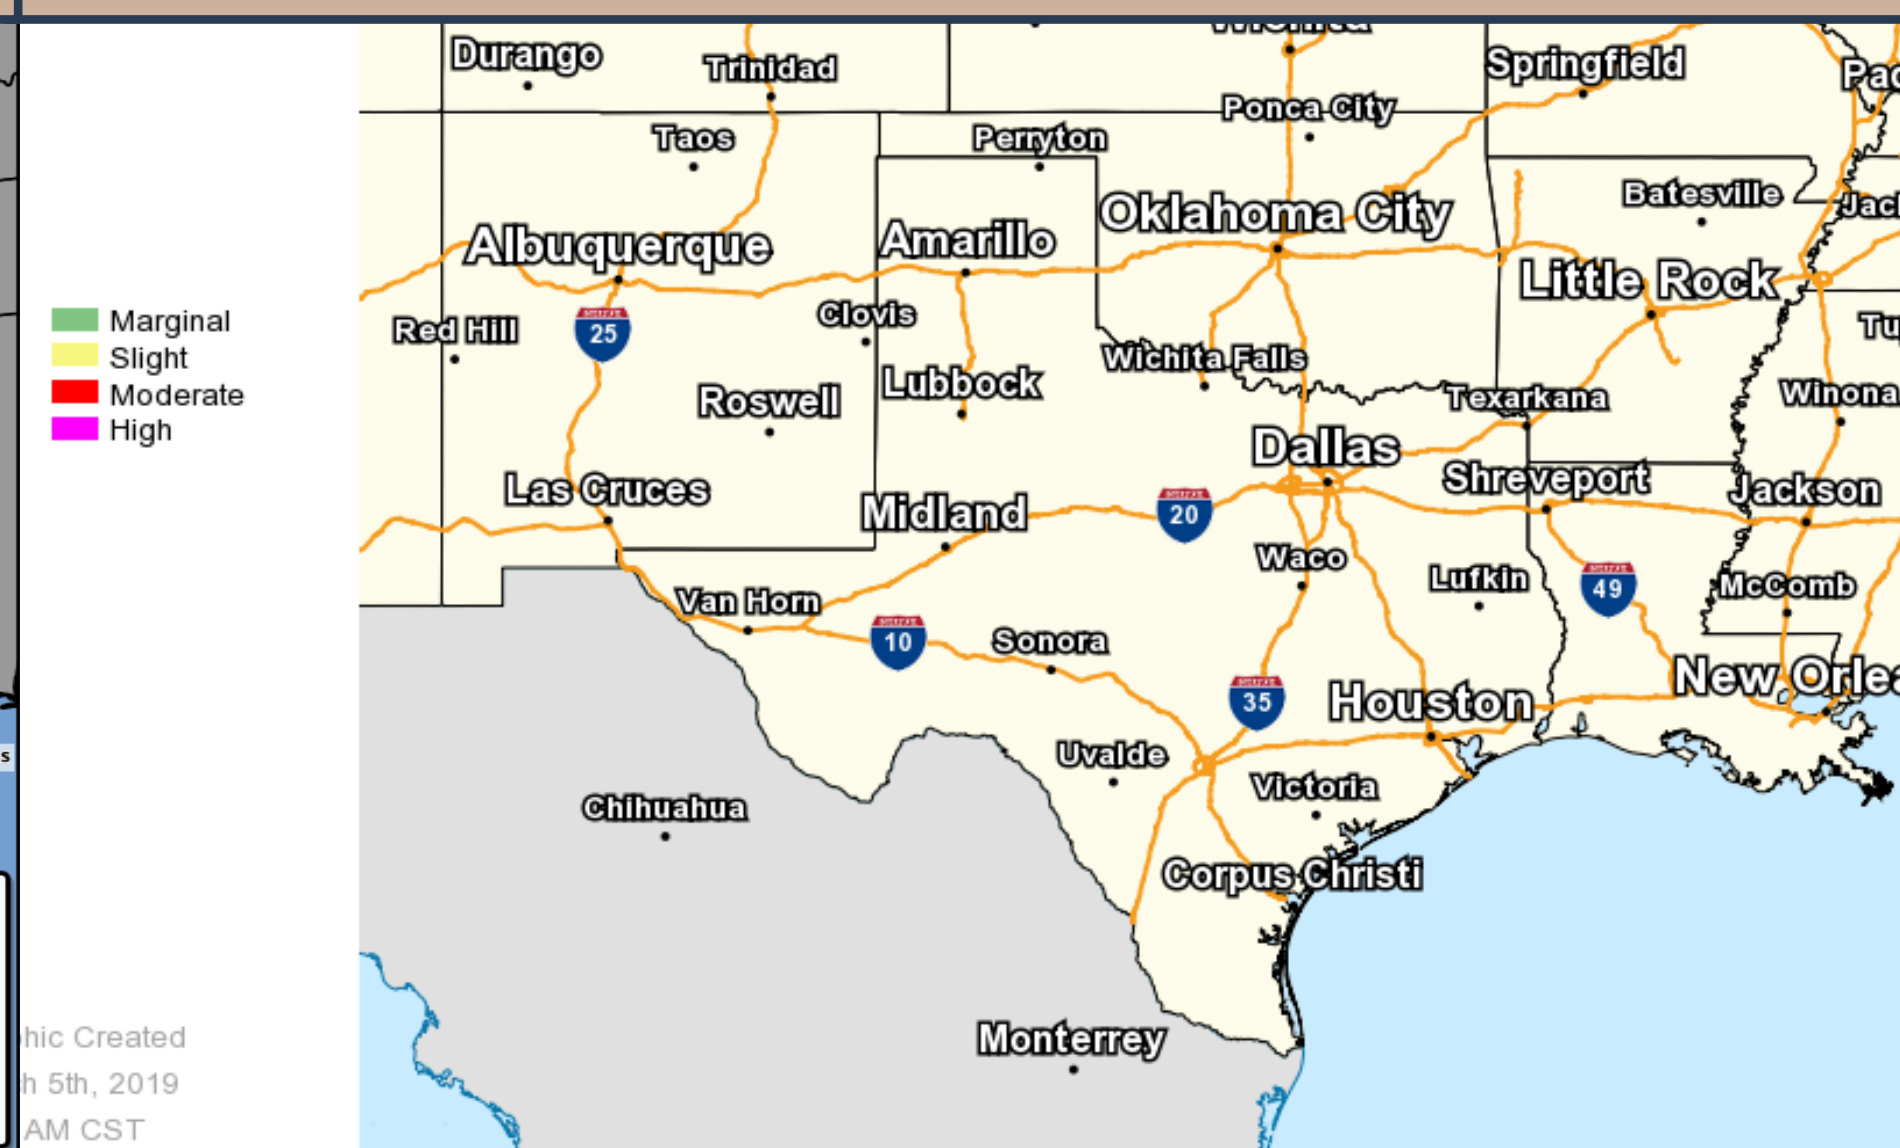 Wichita
Durango
Trinidad
Springfield
Ponca City
Taos
Perryton
Batesville
Oklahoma City
Albuquerque
Amarillo
Little Rock
Marginal
Clovis
Red Hill
25
Slight
Wichita Falls
Lubbock
Moderate
Roswell
Texarkana
Winona
High
Dallas
Shreveport
Las Cruces
Jackson
Midland
20
Waco
Lufkin
49
McComb
Van Horn
10
Sonora
New Orlea
35
Houston
Uvalde
Victoria
Chihuahua
Corpus Christi
hic Created
Monterrey
h 5th, 2019
AM CST